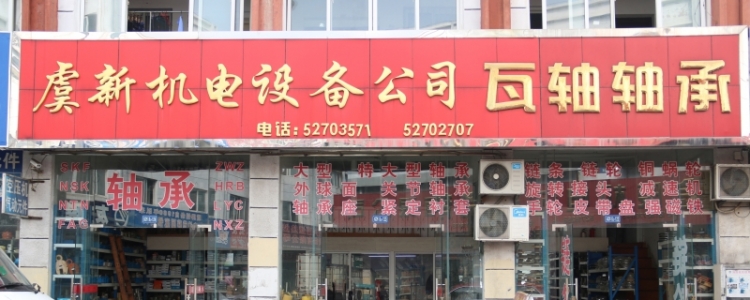 虞新机电设备公司 瓦轴轴承
电话:52703571 52702707
SKF
NSK
NTN
FAG
轴承
ZWZ
HRB
LYC
NXZ
大型特大型轴承
外球面关节轴承
轴承座紧定衬套
链条 链轮 铜蜗轮
旋转接头 减速机
手轮皮带盘强磁铁